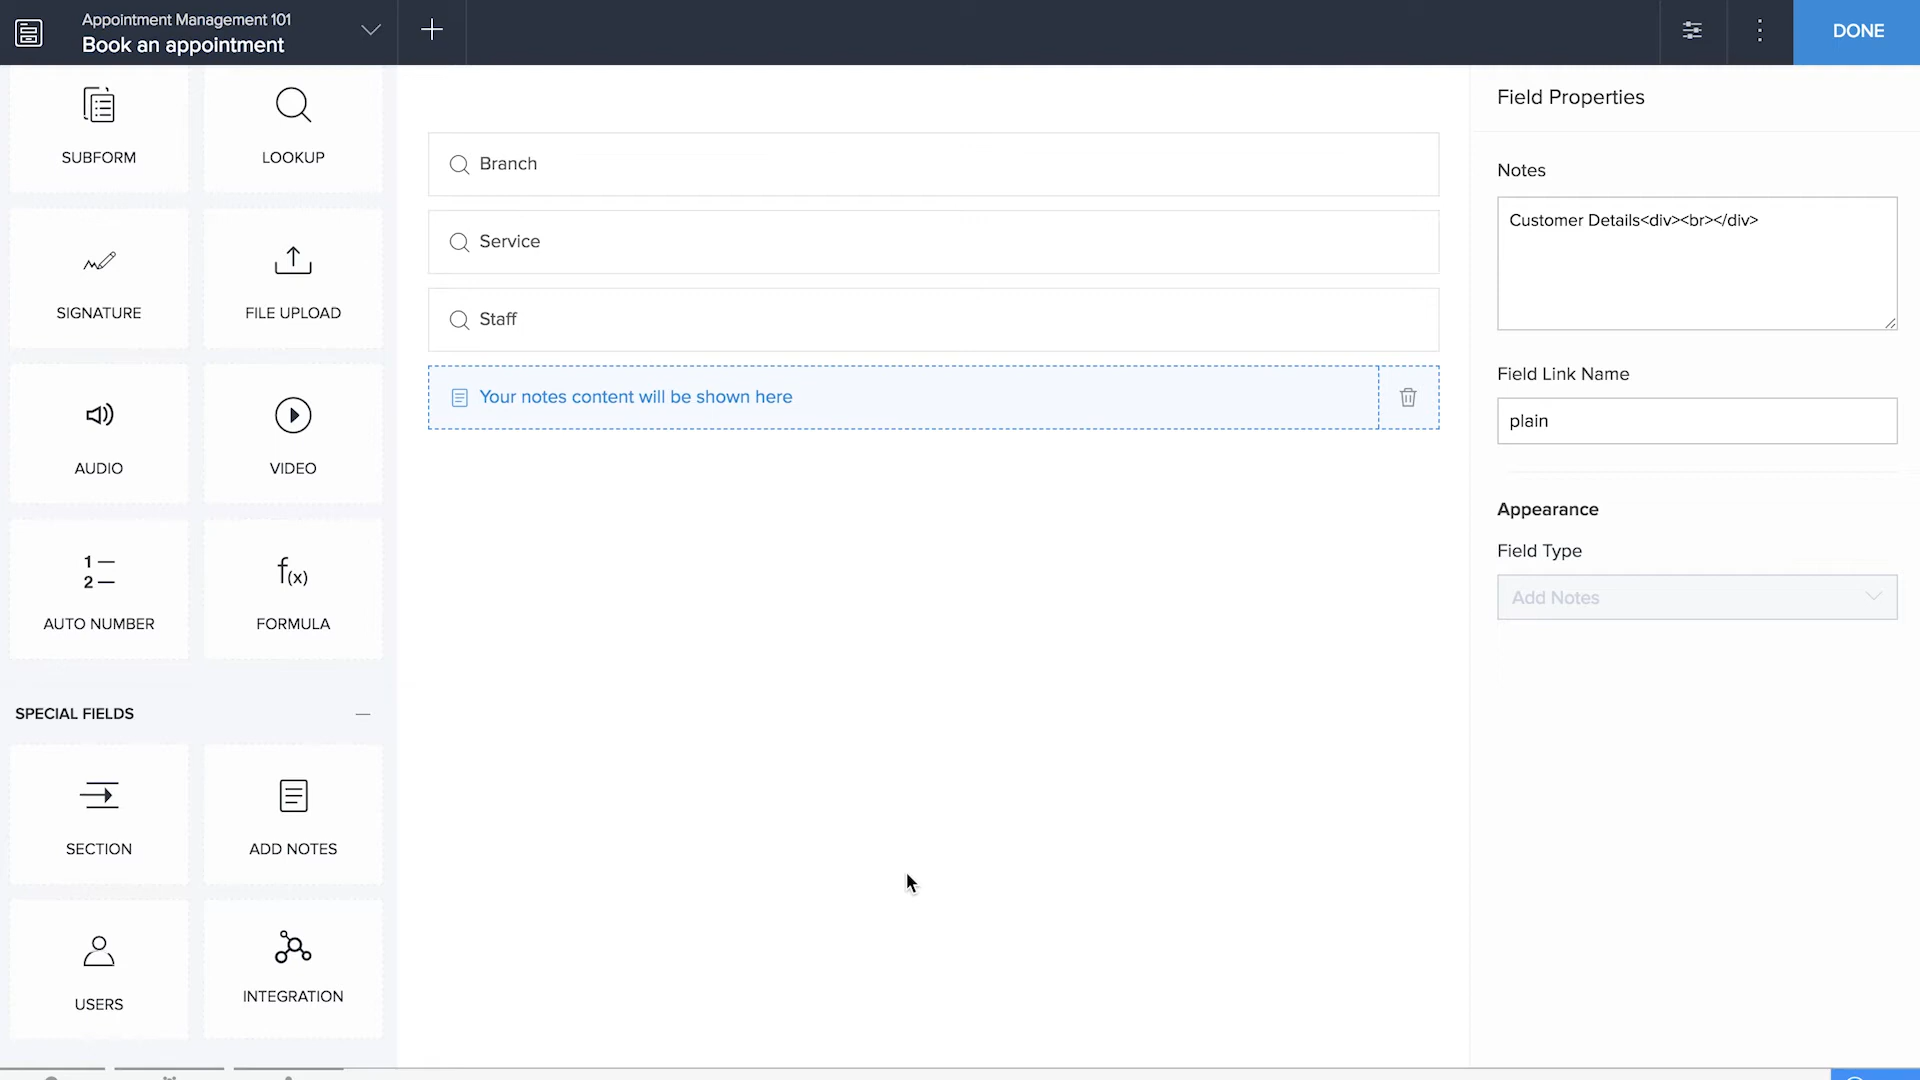 Appointment Management 101
Book an appointment
DONE
SUBFORM
LOOKUP
SIGNATURE
FILE UPLOAD
AUDIO
VIDEO
1
2
AUTO NUMBER
f(x)
FORMULA
SPECIAL FIELDS
SECTION
ADD NOTES
USERS
INTEGRATION
Branch
Service
Staff
Your notes content will be shown here
Field Properties
Notes
Customer Details<div><br></div>
Field Link Name
plain
Appearance
Field Type
Add Notes